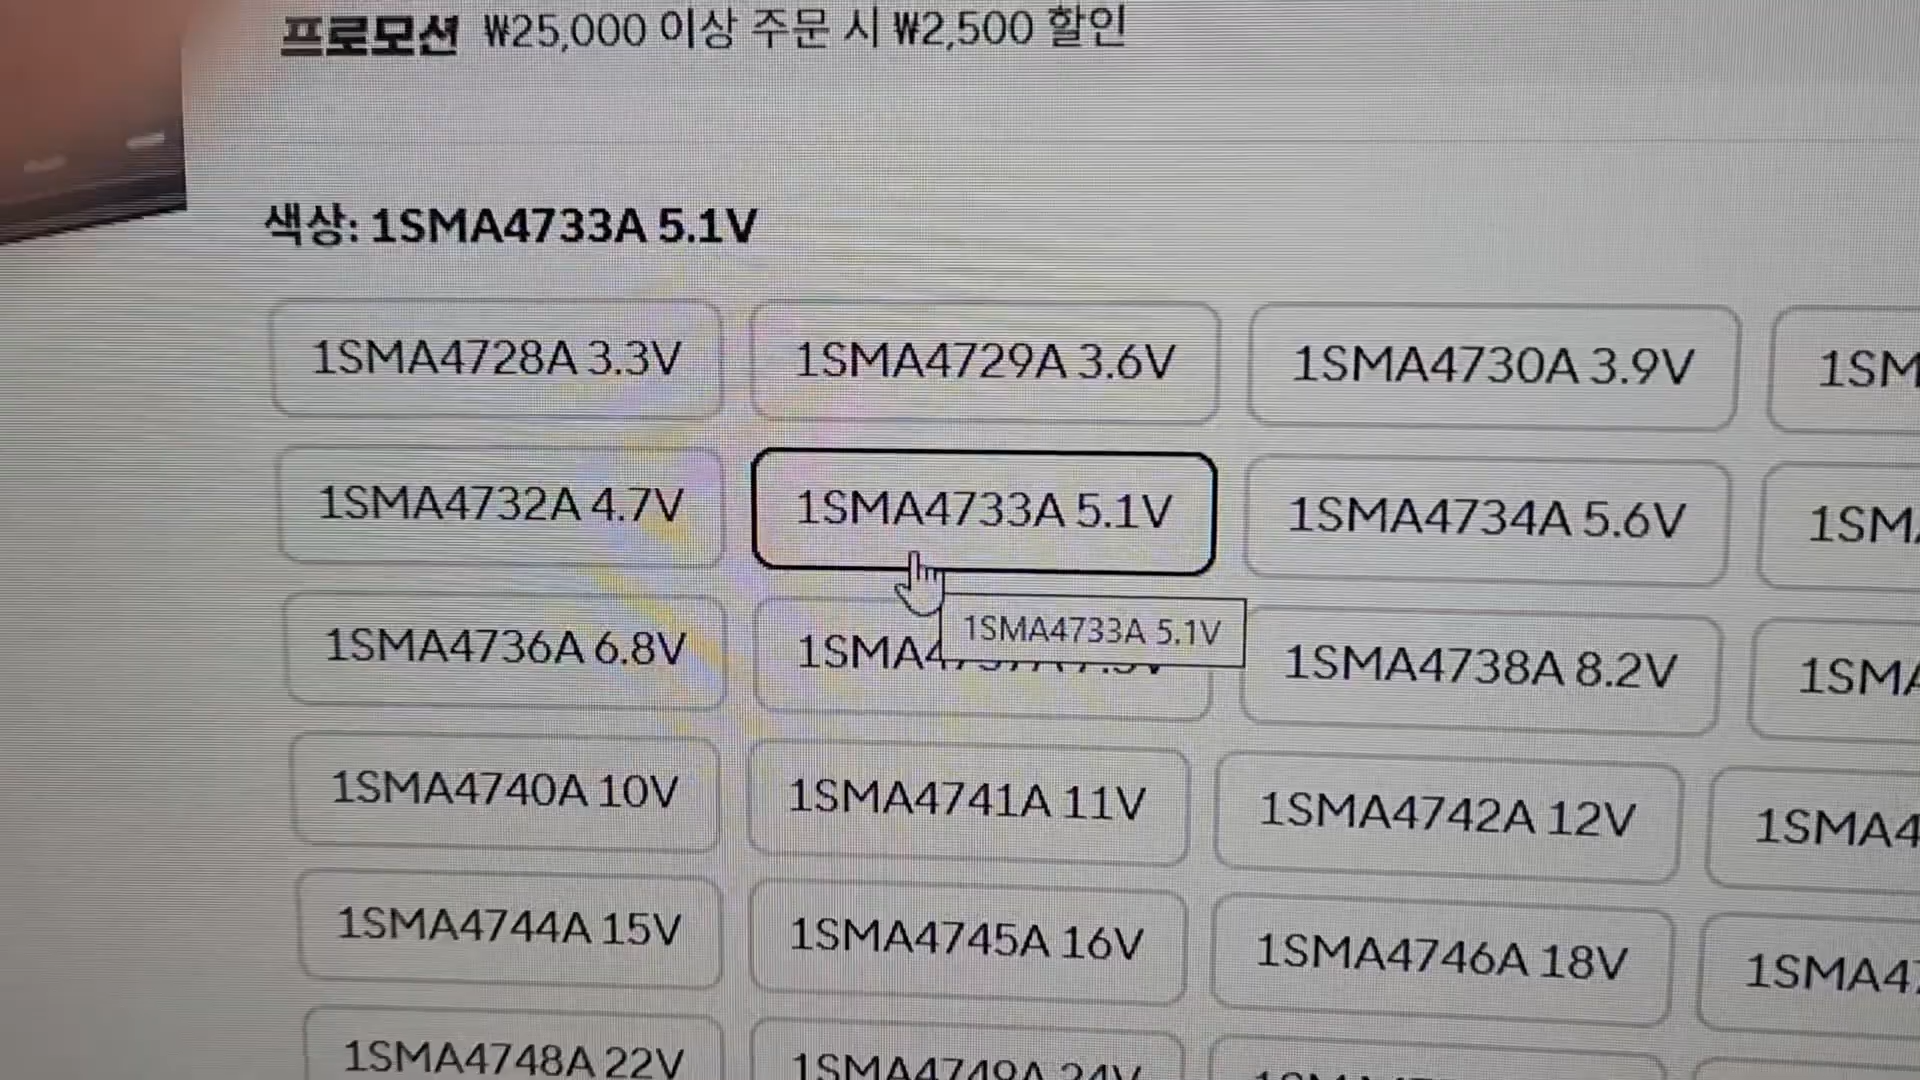 프로모션 ₩25,000 이상 주문 시 ₩2,500 할인
색상: 1SMA4733A 5.1V
1SMA4728A 3.3V 1SMA4729A 3.6V 1SMA4730A 3.9V
1SMA4732A 4.7V 1SMA4733A 5.1V 1SMA4734A 5.6V
1SMA4733A 5.1V
1SMA4736A 6.8V 1SMA4738A 8.2V
1SMA4740A 10V 1SMA4741A 11V 1SMA4742A 12V
1SMA4744A 15V 1SMA4745A 16V 1SMA4746A 18V
1SMA4748A 22V 1SMA4749A 24V